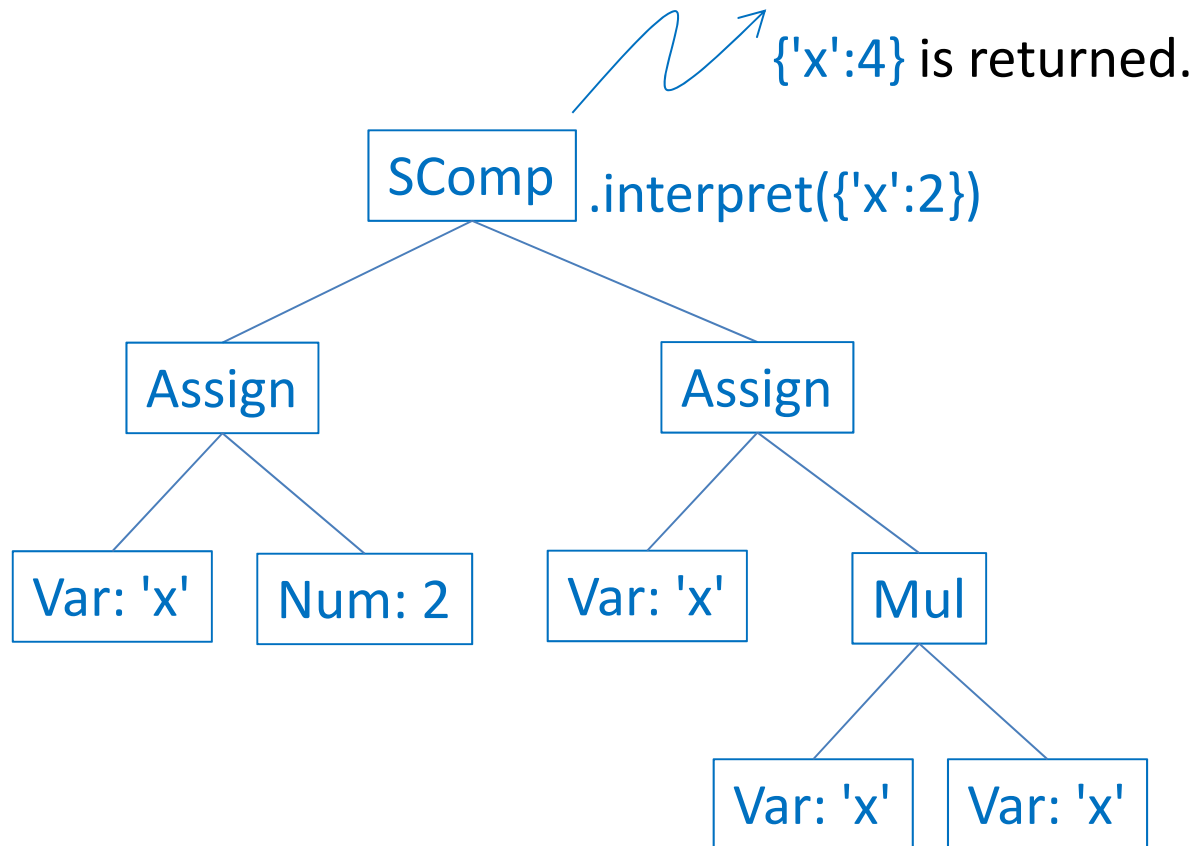 {'x':4} is returned.
SComp
.interpret({'x':2})
Assign
Assign
Var: 'x'
Num: 2
Var: 'x'
Mul
Var: 'x'
Var: 'x'